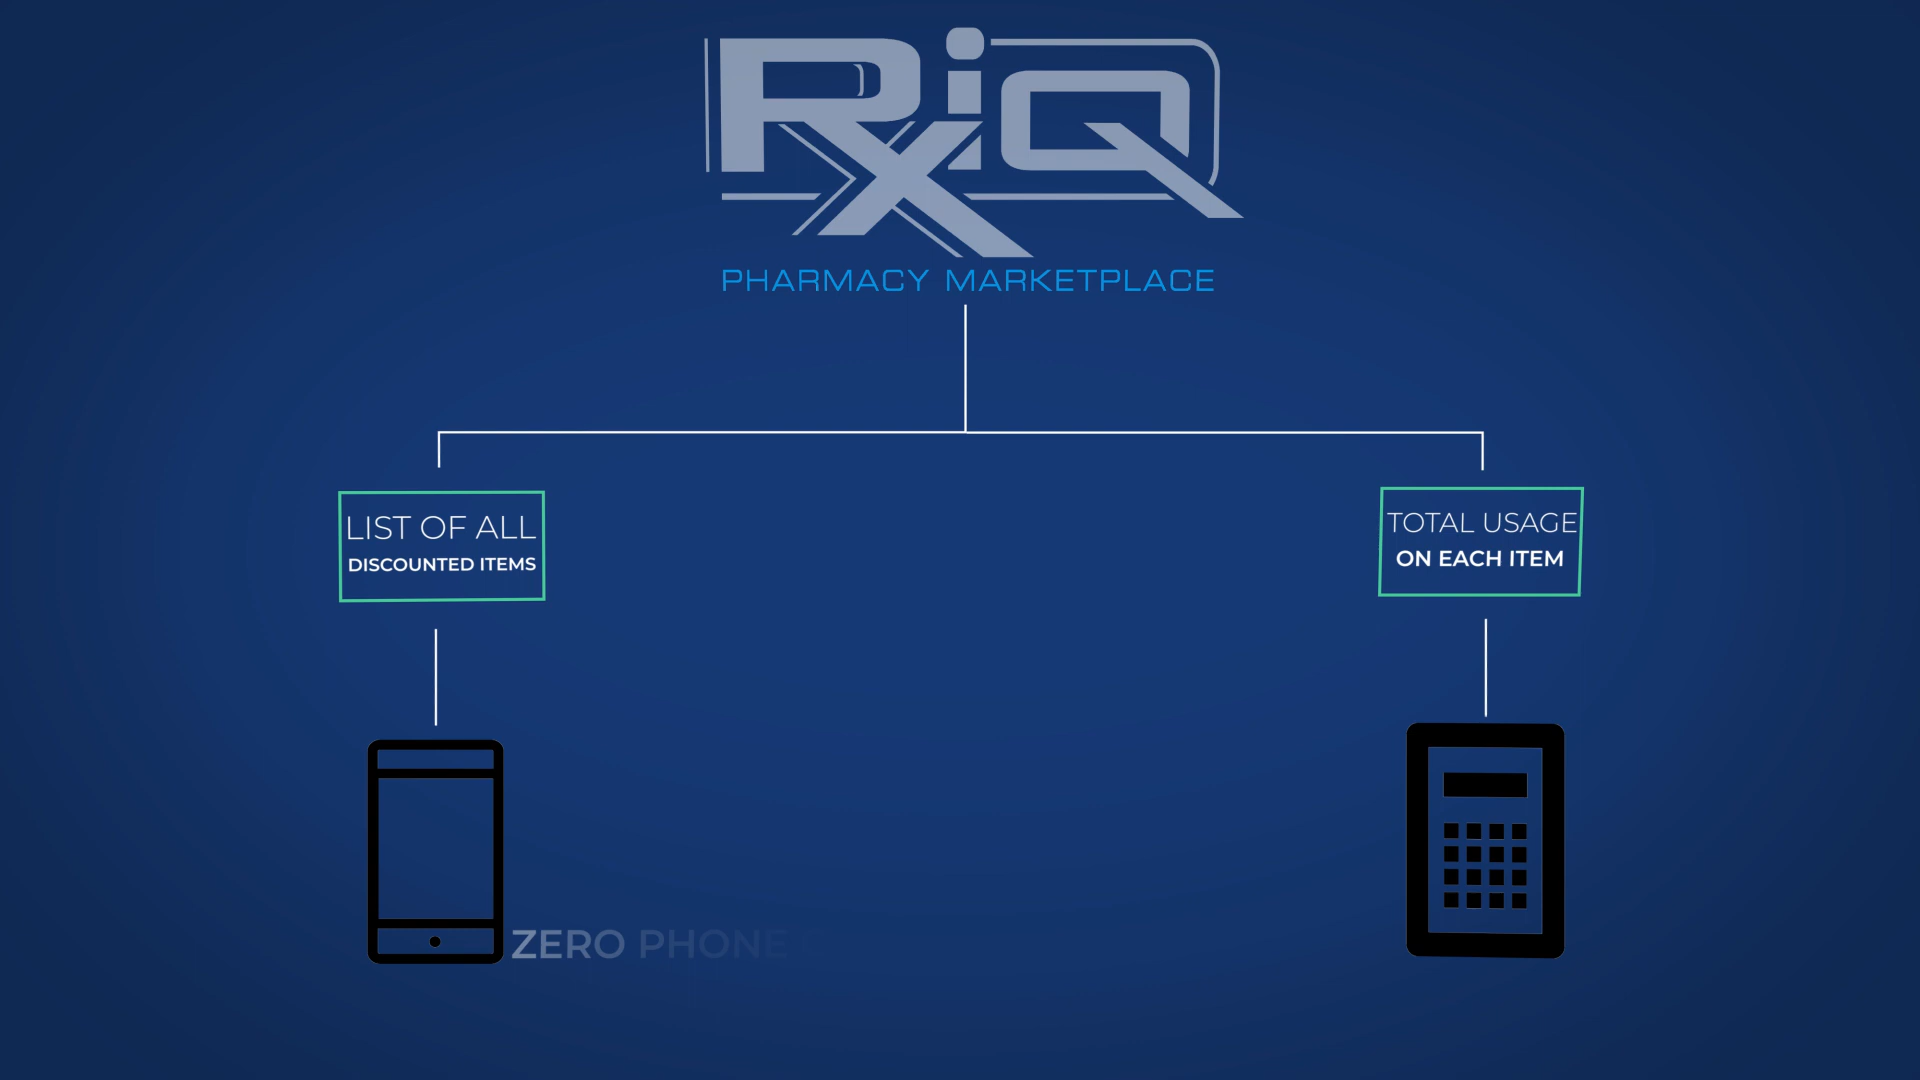 RxiQ
PHARMACY MARKETPLACE
LIST OF ALL
DISCOUNTED ITEMS
TOTAL USAGE
ON EACH ITEM
ZERO PHONE